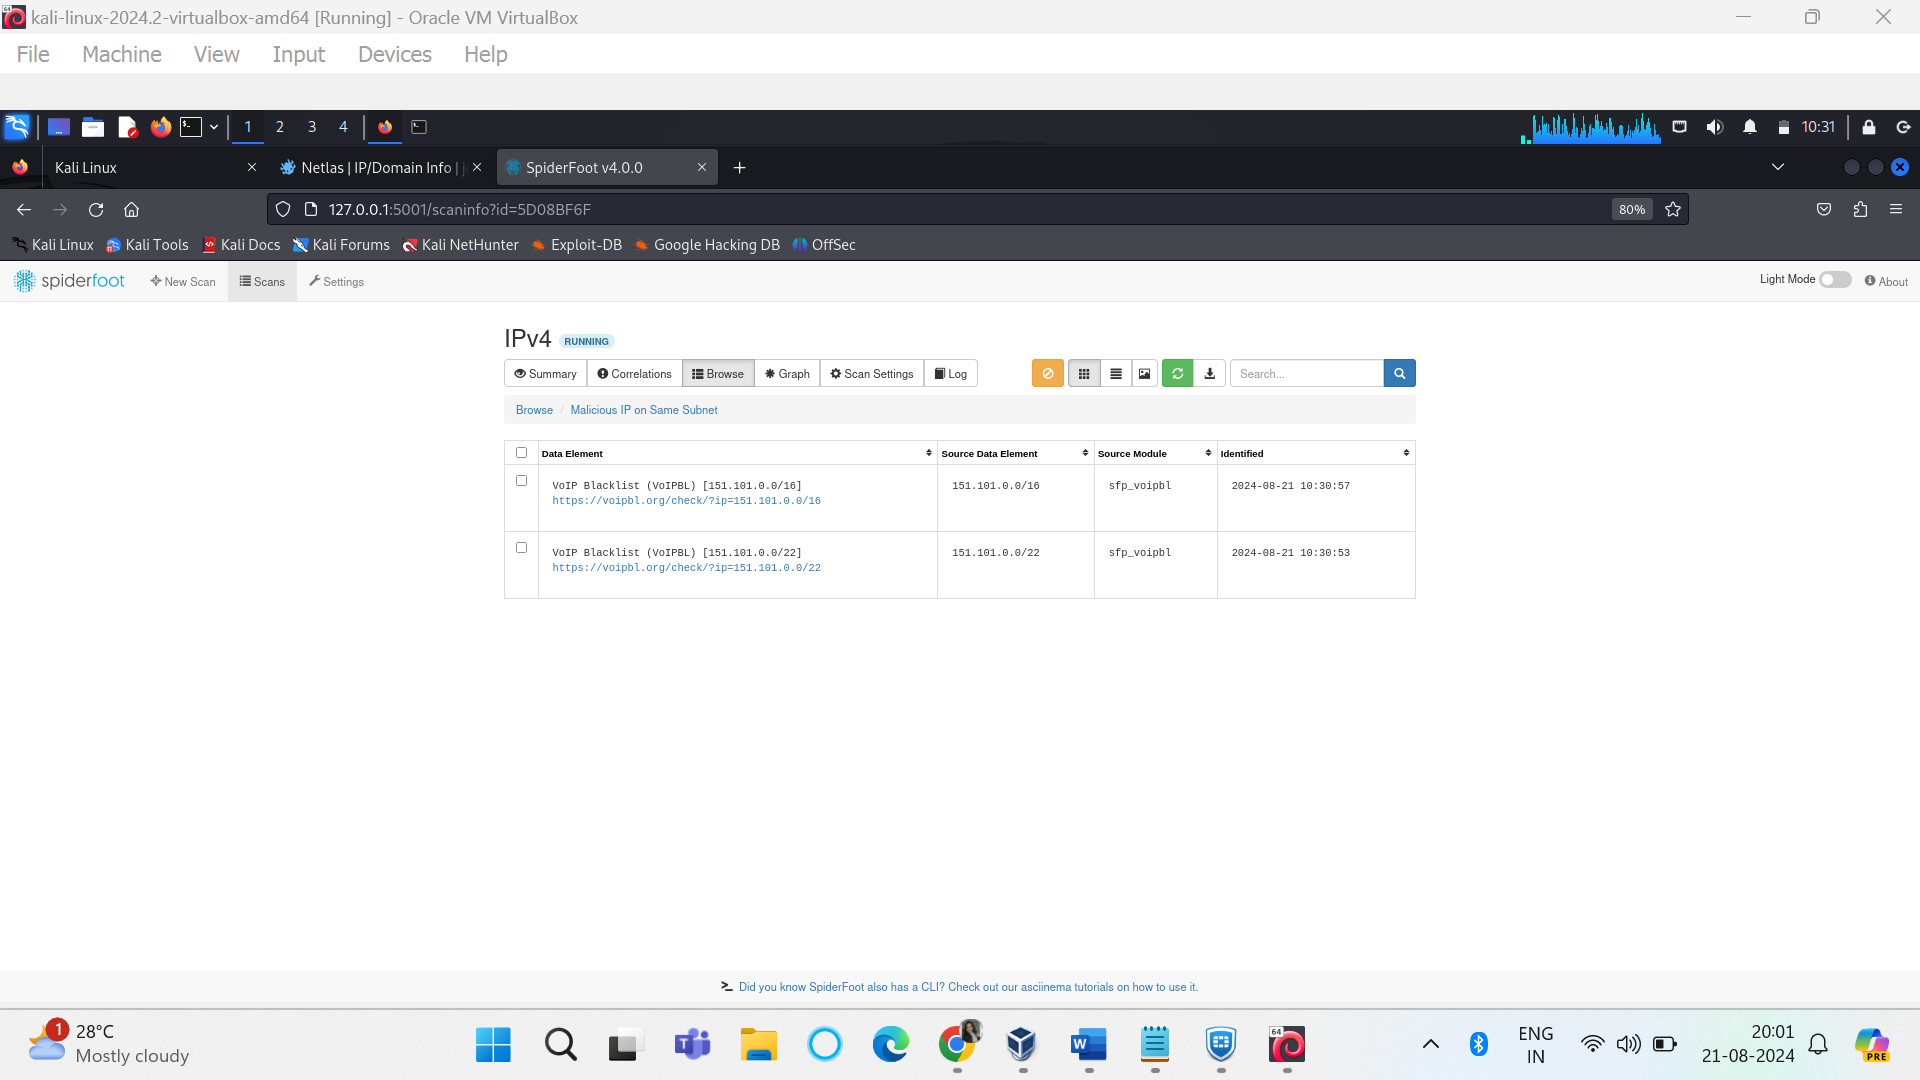 kali-linux-2024.2-virtualbox-amd64 [Running] - Oracle VM VirtualBox
File Machine View Input Devices Help
1 2 3 4 10:31
Kali Linux Netlas | IP/Domain Info | SpiderFoot v4.0.0
127.0.0.1:5001/scaninfo?id=5D08BF6F 80%
Kali Linux Kali Tools Kali Docs Kali Forums Kali NetHunter Exploit-DB Google Hacking DB OffSec
spiderfoot New Scan Scans Settings Light Mode About
IPv4 RUNNING
Summary Correlations Browse Graph Scan Settings Log Search...
Browse / Malicious IP on Same Subnet
Data Element Source Data Element Source Module Identified
VoIP Blacklist (VoIPBL) [151.101.0.0/16] 151.101.0.0/16 sfp_voipbl 2024-08-21 10:30:57
https://voipbl.org/check/?ip=151.101.0.0/16
VoIP Blacklist (VoIPBL) [151.101.0.0/22] 151.101.0.0/22 sfp_voipbl 2024-08-21 10:30:53
https://voipbl.org/check/?ip=151.101.0.0/22
Did you know SpiderFoot also has a CLI? Check out our asciinema tutorials on how to use it.
1 28°C
Mostly cloudy
64
ENG
IN
20:01
21-08-2024
PRE